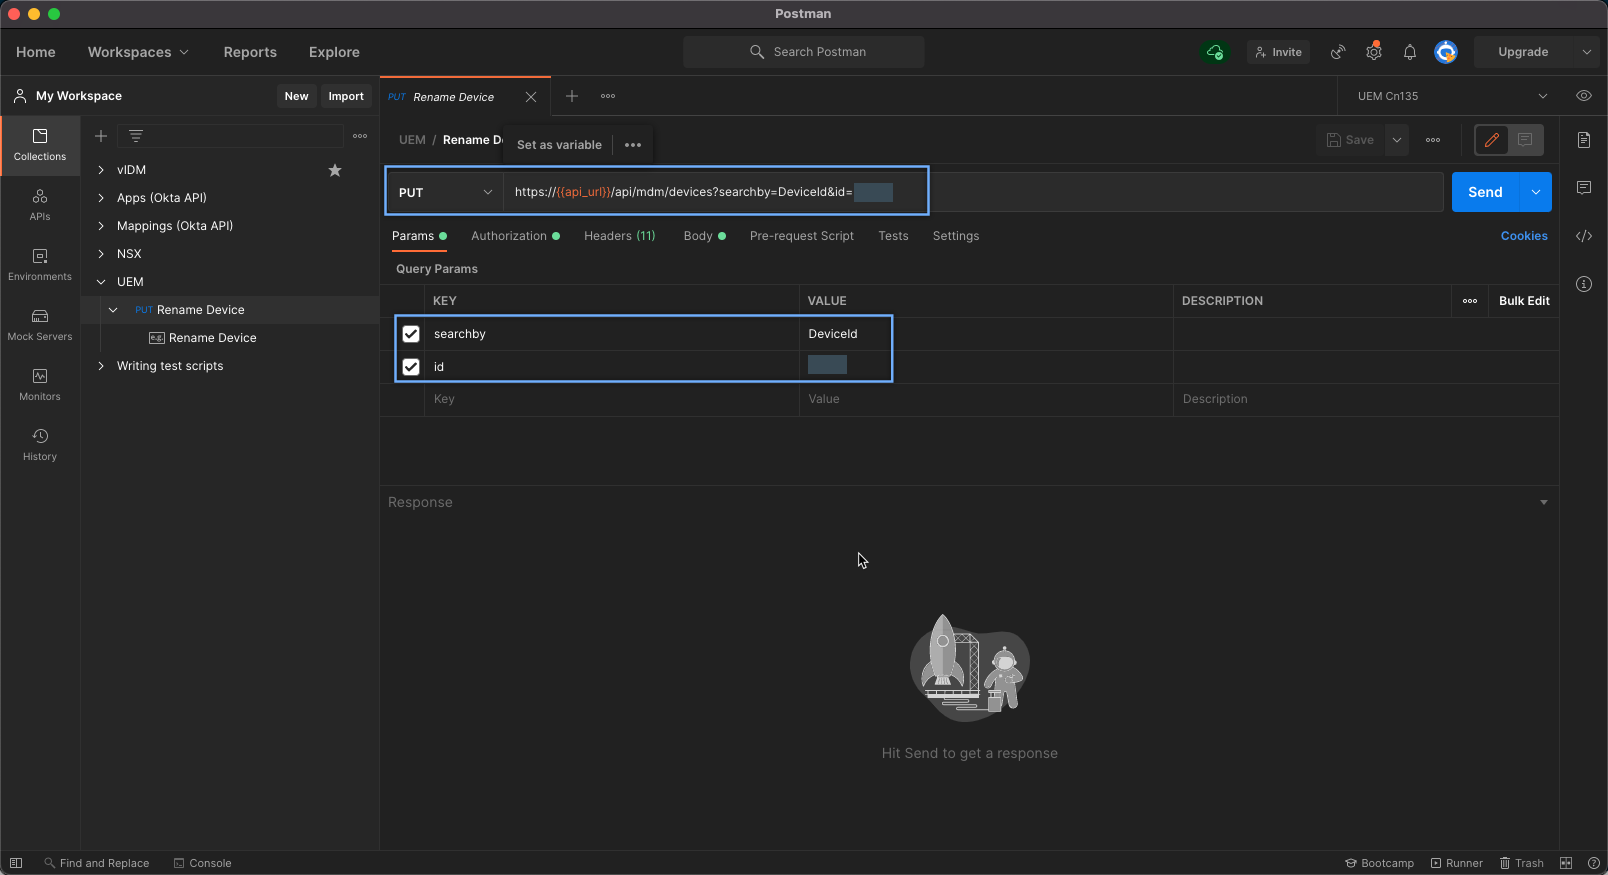 Postman
Home Workspaces Reports Explore Search Postman Invite Upgrade
My Workspace New Import PUT Rename Device UEM Cn135
UEM / Rename D Set as variable Save
Collections
vIDM
PUT https://{{api_url}}/api/mdm/devices?searchby=DeviceId&id= Send
Apps (Okta API)
APIs
Mappings (Okta API)
Params Authorization Headers (11) Body Pre-request Script Tests Settings Cookies
NSX
Environments
Query Params
UEM
KEY VALUE DESCRIPTION Bulk Edit
PUT Rename Device
Mock Servers
searchby DeviceId
e.g. Rename Device
id
Writing test scripts
Monitors
Key Value Description
History
Response
Hit Send to get a response
Find and Replace Console Bootcamp Runner Trash